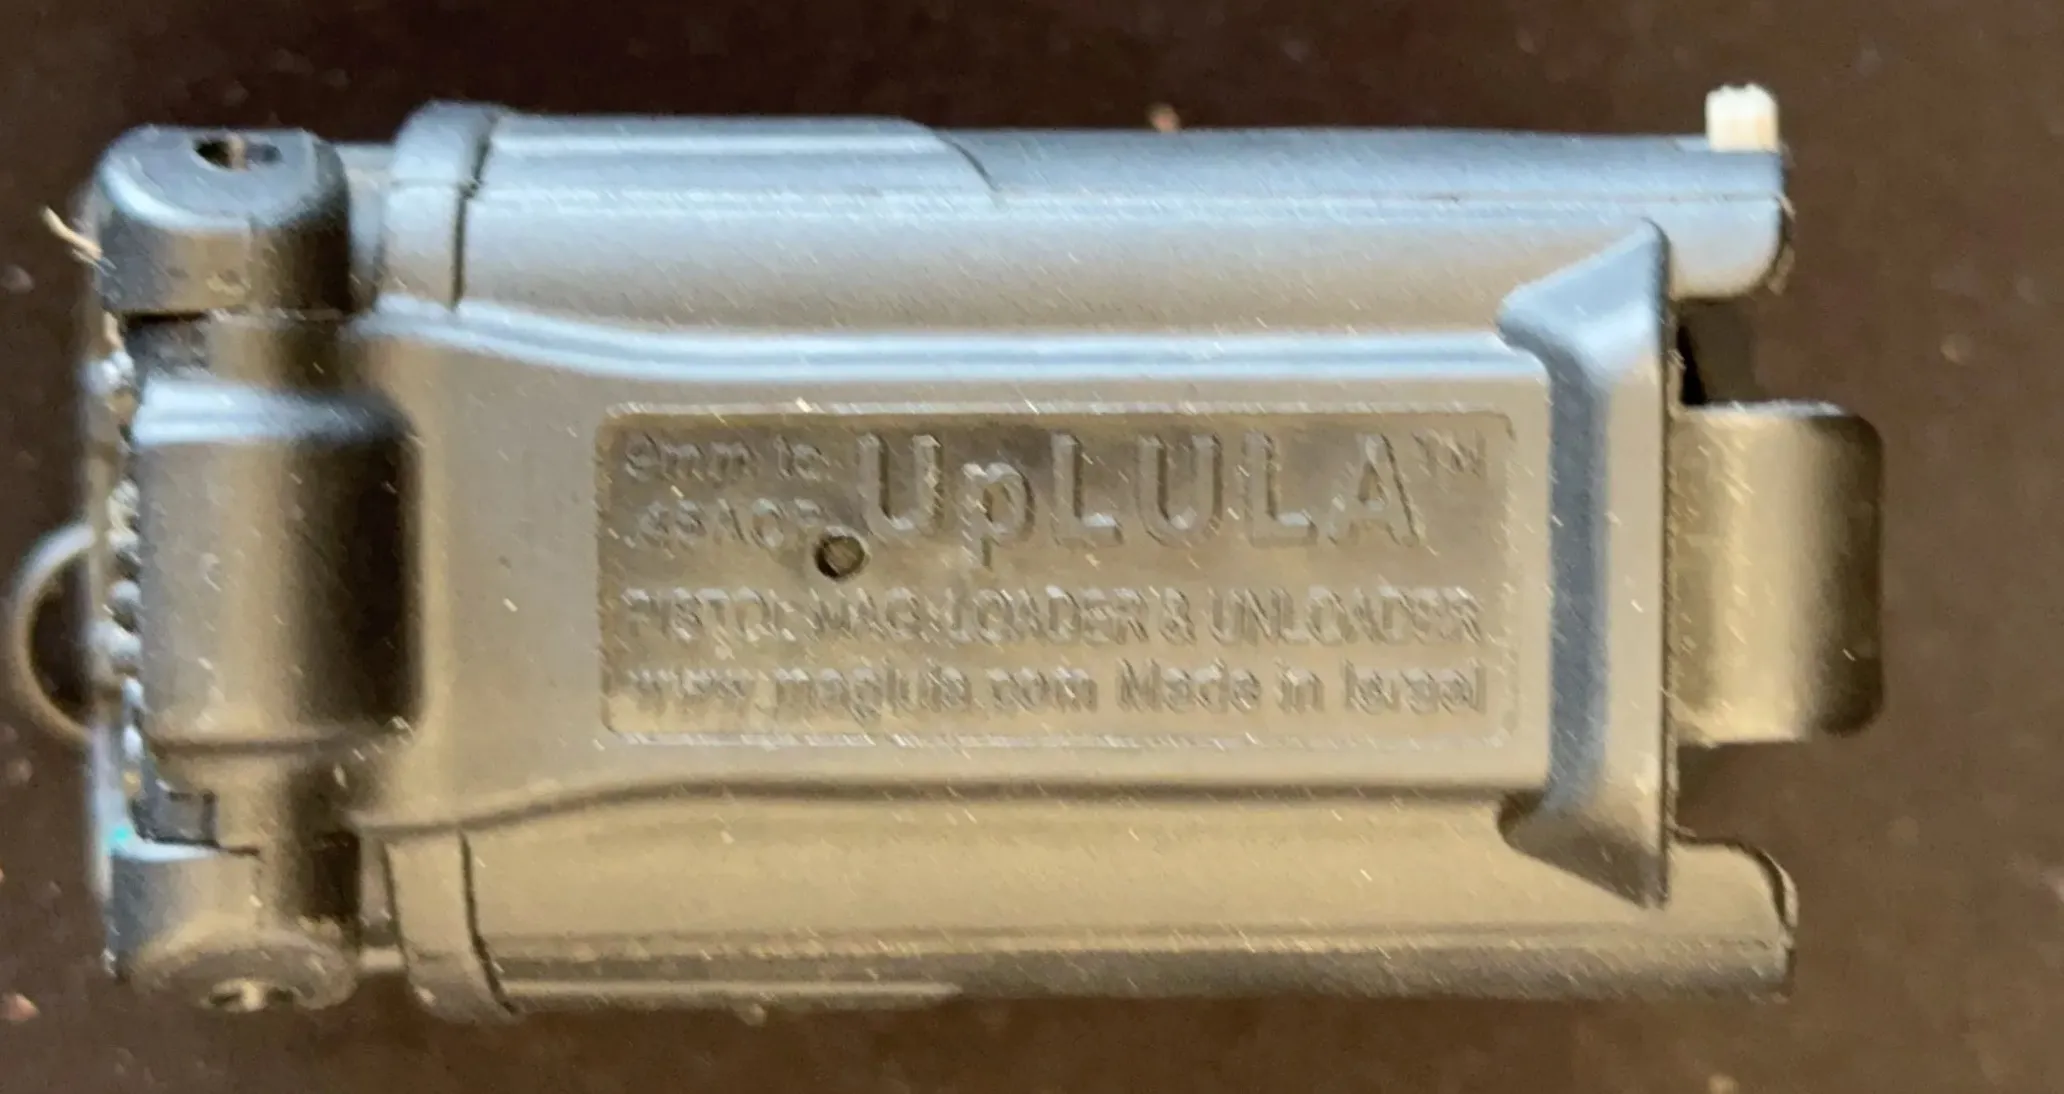 9mm to
.45ACP
UpLULA™
PISTOL MAG LOADER & UNLOADER
www.maglula.com Made in Israel